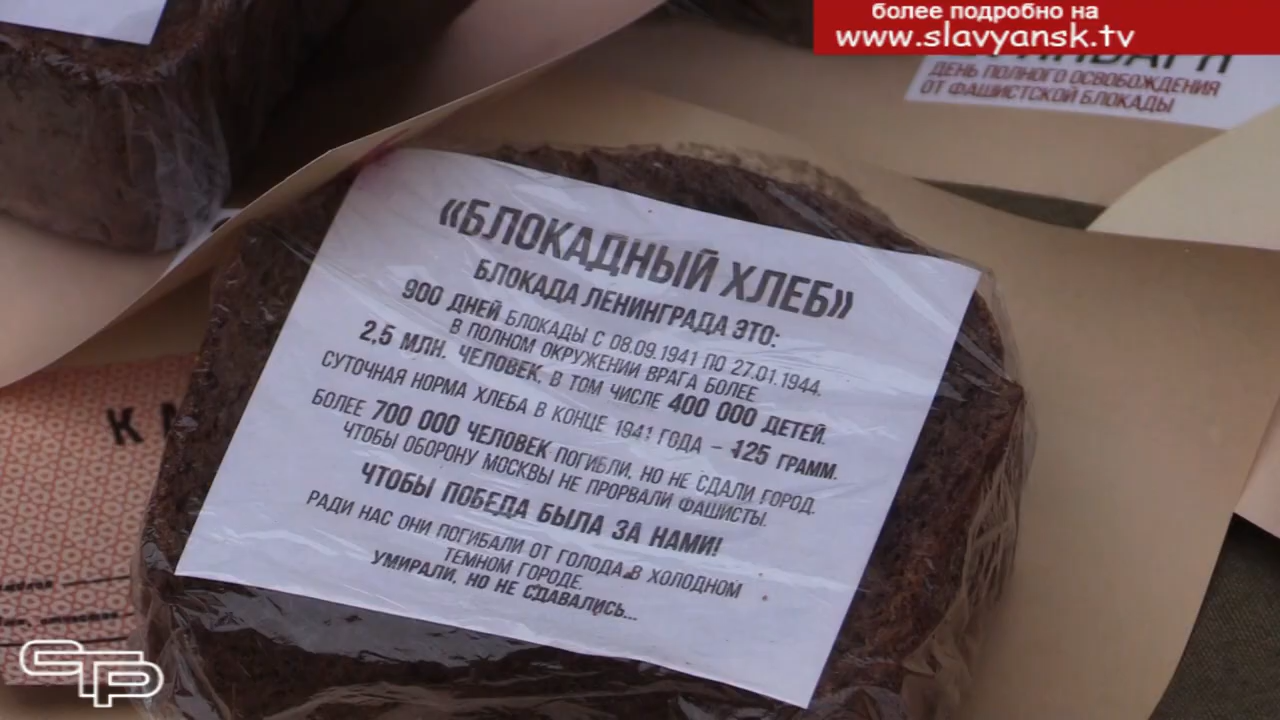 более подробно на
www.slavyansk.tv
ДЕНЬ ПОЛНОГО ОСВОБОЖДЕНИЯ
ОТ ФАШИСТСКОЙ БЛОКАДЫ
«БЛОКАДНЫЙ ХЛЕБ»
БЛОКАДА ЛЕНИНГРАДА ЭТО:
900 ДНЕЙ БЛОКАДЫ С 08.09.1941 ПО 27.01.1944.
В ПОЛНОМ ОКРУЖЕНИИ ВРАГА БОЛЕЕ
2,5 МЛН. ЧЕЛОВЕК, В ТОМ ЧИСЛЕ 400 000 ДЕТЕЙ.
СУТОЧНАЯ НОРМА ХЛЕБА В КОНЦЕ 1941 ГОДА – 125 ГРАММ.
БОЛЕЕ 700 000 ЧЕЛОВЕК ПОГИБЛИ, НО НЕ СДАЛИ ГОРОД.
ЧТОБЫ ОБОРОНУ МОСКВЫ НЕ ПРОРВАЛИ ФАШИСТЫ.
ЧТОБЫ ПОБЕДА БЫЛА ЗА НАМИ!
РАДИ НАС ОНИ ПОГИБАЛИ ОТ ГОЛОДА В ХОЛОДНОМ
ТЕМНОМ ГОРОДЕ.
УМИРАЛИ, НО НЕ СДАВАЛИСЬ...
СТР